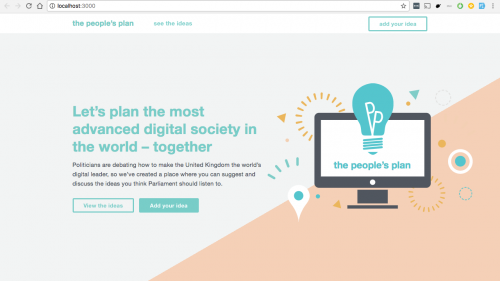 localhost:3000
the people's plan
see the ideas
add your idea
Let's plan the most
advanced digital society in
the world – together
Politicians are debating how to make the United Kingdom the world's
digital leader, so we've created a place where you can suggest and
discuss the ideas you think Parliament should listen to.
View the ideas
Add your idea
Pp
the people's plan